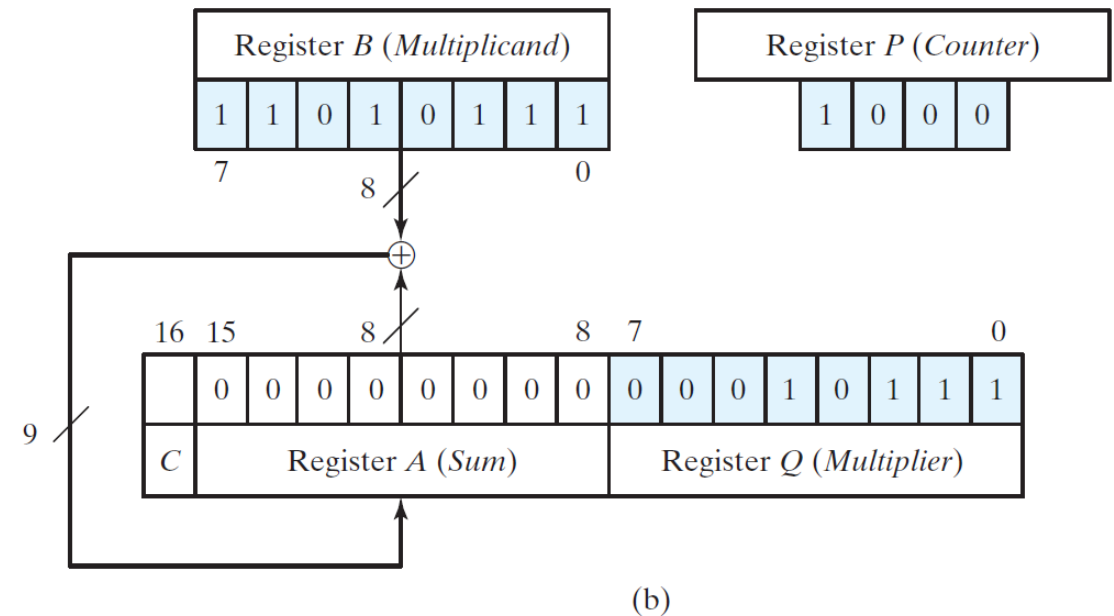 Register B (Multiplicand)
1 1 0 1 0 1 1 1
7 0
8
Register P (Counter)
1 0 0 0
+
9
16 15 8 8 7 0
0 0 0 0 0 0 0 0 0 0 0 1 0 1 1 1
C Register A (Sum) Register Q (Multiplier)
(b)